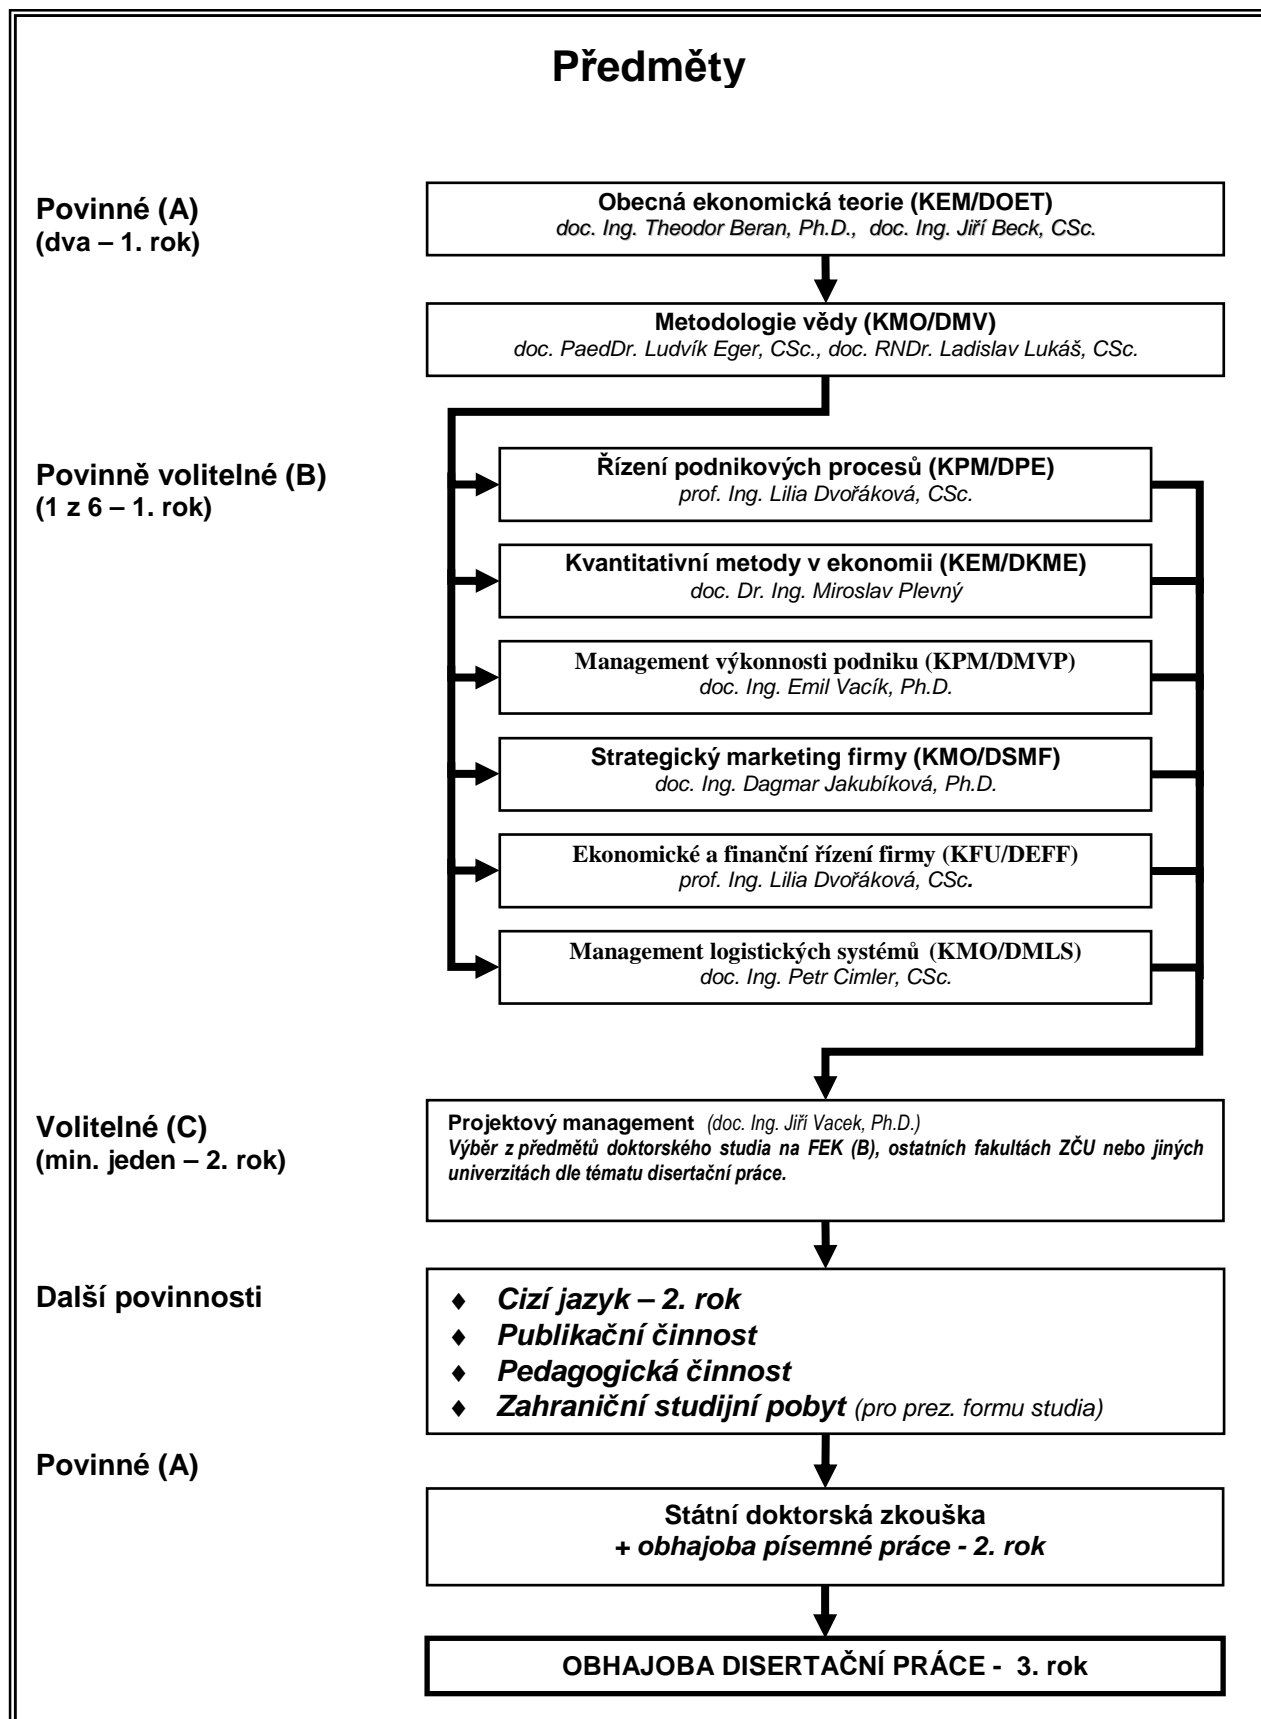 Předměty
Povinné (A)
(dva – 1. rok)
Obecná ekonomická teorie (KEM/DOET)
doc. Ing. Theodor Beran, Ph.D., doc. Ing. Jiří Beck, CSc.
Metodologie vědy (KMO/DMV)
doc. PaedDr. Ludvík Eger, CSc., doc. RNDr. Ladislav Lukáš, CSc.
Povinně volitelné (B)
(1 z 6 – 1. rok)
Řízení podnikových procesů (KPM/DPE)
prof. Ing. Lilia Dvořáková, CSc.
Kvantitativní metody v ekonomii (KEM/DKME)
doc. Dr. Ing. Miroslav Plevný
Management výkonnosti podniku (KPM/DMVP)
doc. Ing. Emil Vacík, Ph.D.
Strategický marketing firmy (KMO/DSMF)
doc. Ing. Dagmar Jakubíková, Ph.D.
Ekonomické a finanční řízení firmy (KFU/DEFF)
prof. Ing. Lilia Dvořáková, CSc.
Management logistických systémů (KMO/DMLS)
doc. Ing. Petr Cimler, CSc.
Volitelné (C)
(min. jeden – 2. rok)
Projektový management (doc. Ing. Jiří Vacek, Ph.D.)
Výběr z předmětů doktorského studia na FEK (B), ostatních fakultách ZČU nebo jiných
univerzitách dle tématu disertační práce.
Další povinnosti
♦ Cizí jazyk – 2. rok
♦ Publikační činnost
♦ Pedagogická činnost
♦ Zahraniční studijní pobyt (pro prez. formu studia)
Povinné (A)
Státní doktorská zkouška
+ obhajoba písemné práce - 2. rok
OBHAJOBA DISERTAČNÍ PRÁCE - 3. rok